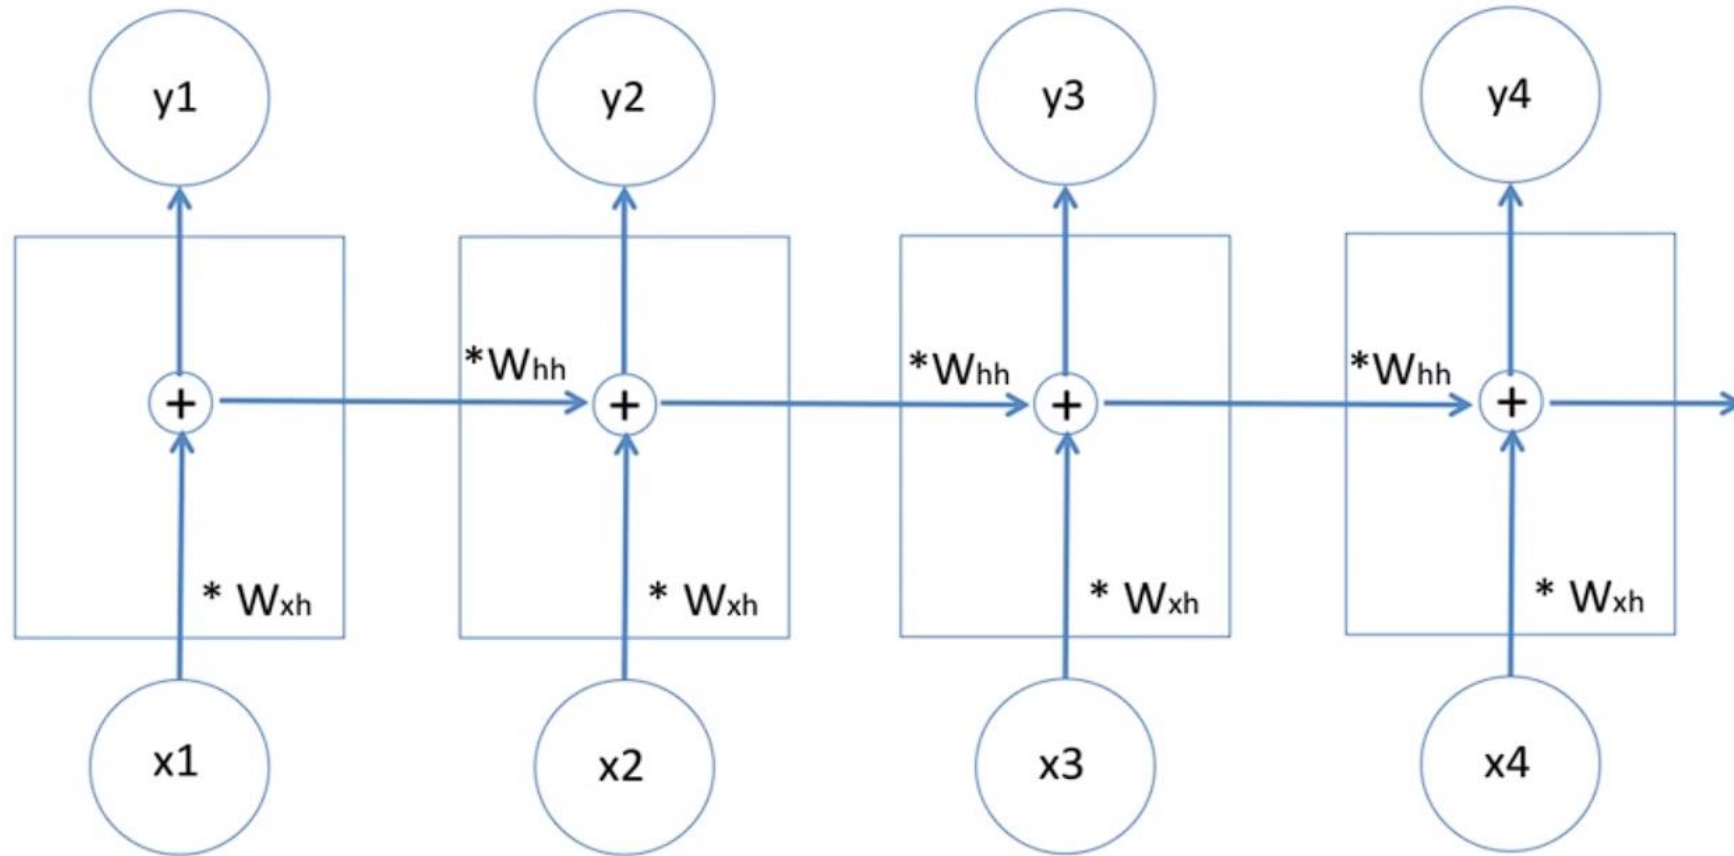 y1 y2 y3 y4
*Whh *Whh *Whh
+ + + +
* Wxh * Wxh * Wxh * Wxh
x1 x2 x3 x4